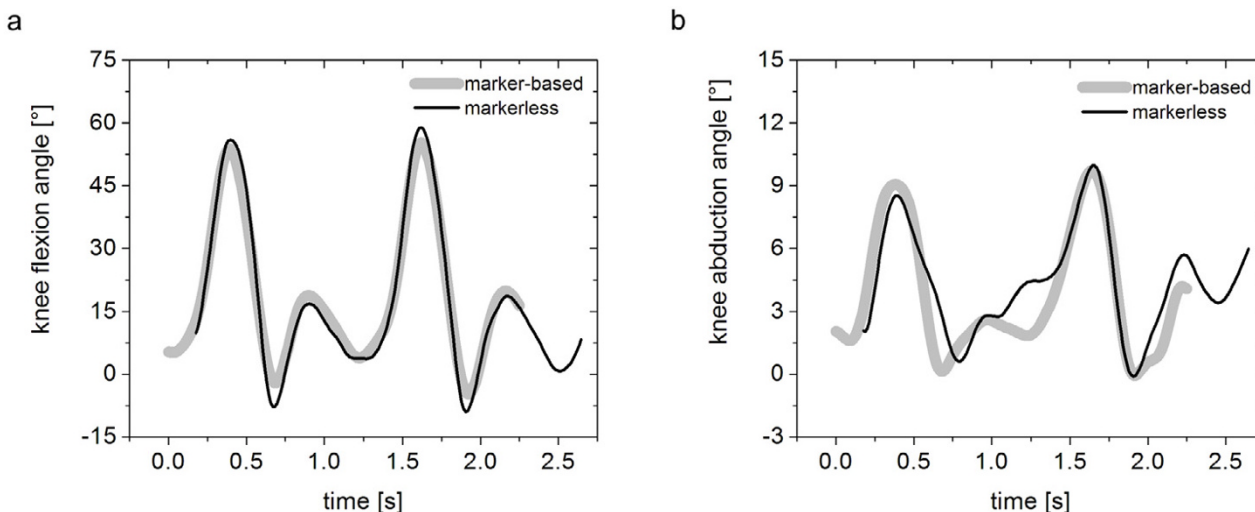 a
knee flexion angle [°]
75
60
45
30
15
0
-15
marker-based
markerless
0.0 0.5 1.0 1.5 2.0 2.5
time [s]
b
knee abduction angle [°]
15
12
9
6
3
0
-3
marker-based
markerless
0.0 0.5 1.0 1.5 2.0 2.5
time [s]